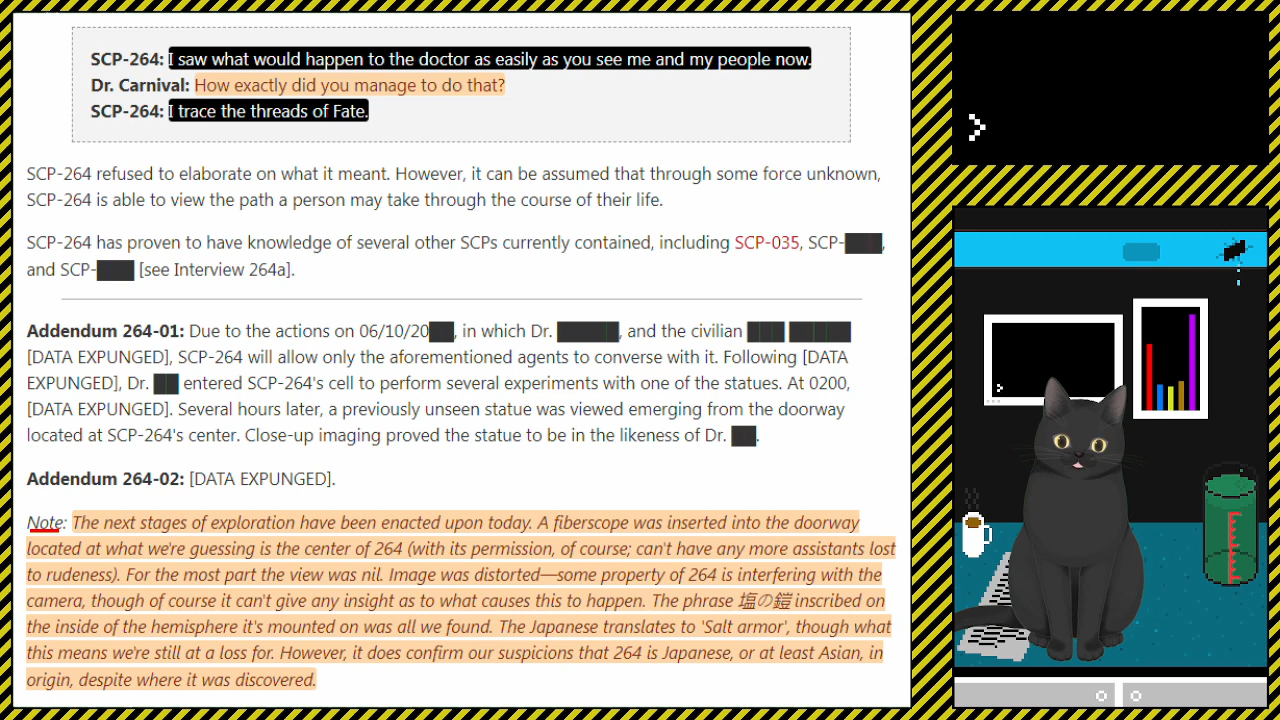 SCP-264: I saw what would happen to the doctor as easily as you see me and my people now.
Dr. Carnival: How exactly did you manage to do that?
SCP-264: I trace the threads of Fate.
SCP-264 refused to elaborate on what it meant. However, it can be assumed that through some force unknown,
SCP-264 is able to view the path a person may take through the course of their life.
SCP-264 has proven to have knowledge of several other SCPs currently contained, including SCP-035, SCP-███,
and SCP-███ [see Interview 264a].
Addendum 264-01: Due to the actions on 06/10/20██, in which Dr. █████, and the civilian ███ █████
[DATA EXPUNGED], SCP-264 will allow only the aforementioned agents to converse with it. Following [DATA
EXPUNGED], Dr. ██ entered SCP-264's cell to perform several experiments with one of the statues. At 0200,
[DATA EXPUNGED]. Several hours later, a previously unseen statue was viewed emerging from the doorway
located at SCP-264's center. Close-up imaging proved the statue to be in the likeness of Dr. ██.
Addendum 264-02: [DATA EXPUNGED].
Note: The next stages of exploration have been enacted upon today. A fiberscope was inserted into the doorway
located at what we're guessing is the center of 264 (with its permission, of course; can't have any more assistants lost
to rudeness). For the most part the view was nil. Image was distorted—some property of 264 is interfering with the
camera, though of course it can't give any insight as to what causes this to happen. The phrase 塩の鎧 inscribed on
the inside of the hemisphere it's mounted on was all we found. The Japanese translates to 'Salt armor', though what
this means we're still at a loss for. However, it does confirm our suspicions that 264 is Japanese, or at least Asian, in
origin, despite where it was discovered.